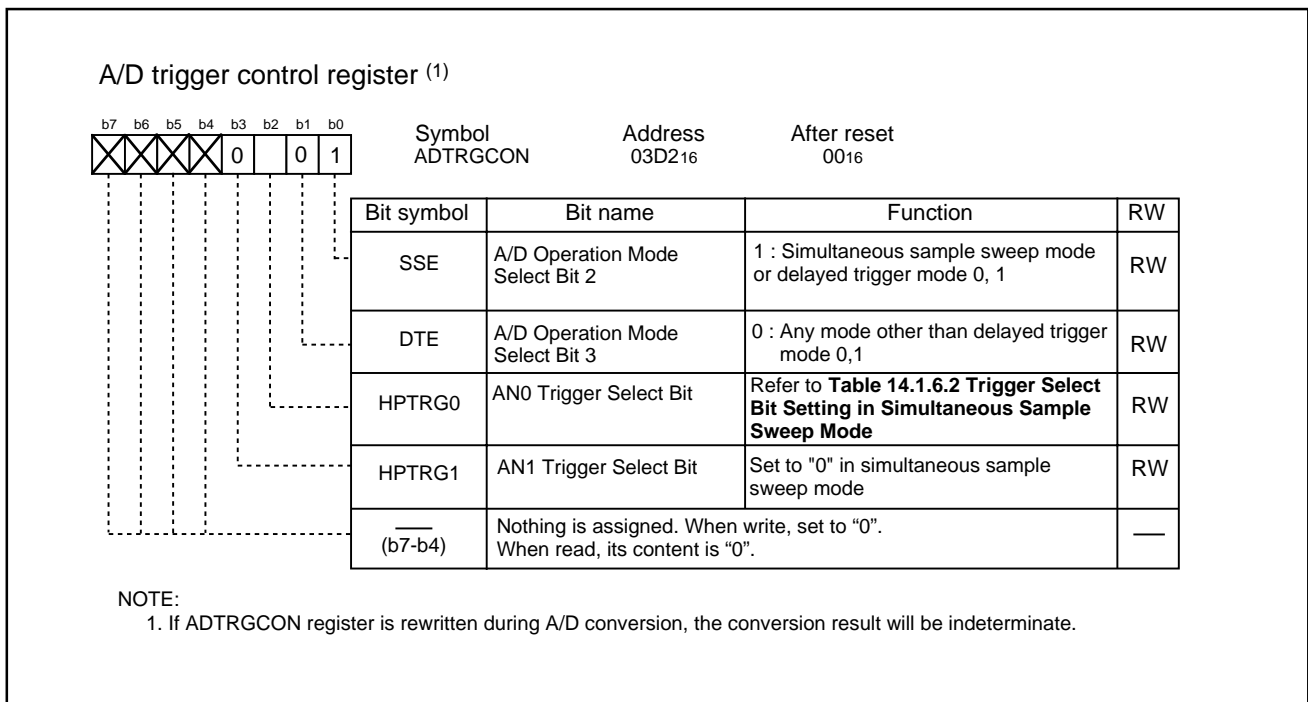 A/D trigger control register (1)
b7 b6 b5 b4 b3 b2 b1 b0
0 0 1
Symbol Address After reset
ADTRGCON 03D216 0016
Bit symbol Bit name Function RW
SSE A/D Operation Mode Select Bit 2 1 : Simultaneous sample sweep mode or delayed trigger mode 0, 1 RW
DTE A/D Operation Mode Select Bit 3 0 : Any mode other than delayed trigger mode 0,1 RW
HPTRG0 AN0 Trigger Select Bit Refer to Table 14.1.6.2 Trigger Select Bit Setting in Simultaneous Sample Sweep Mode RW
HPTRG1 AN1 Trigger Select Bit Set to "0" in simultaneous sample sweep mode RW
(b7-b4) Nothing is assigned. When write, set to “0”. When read, its content is “0”. —
NOTE:
1. If ADTRGCON register is rewritten during A/D conversion, the conversion result will be indeterminate.